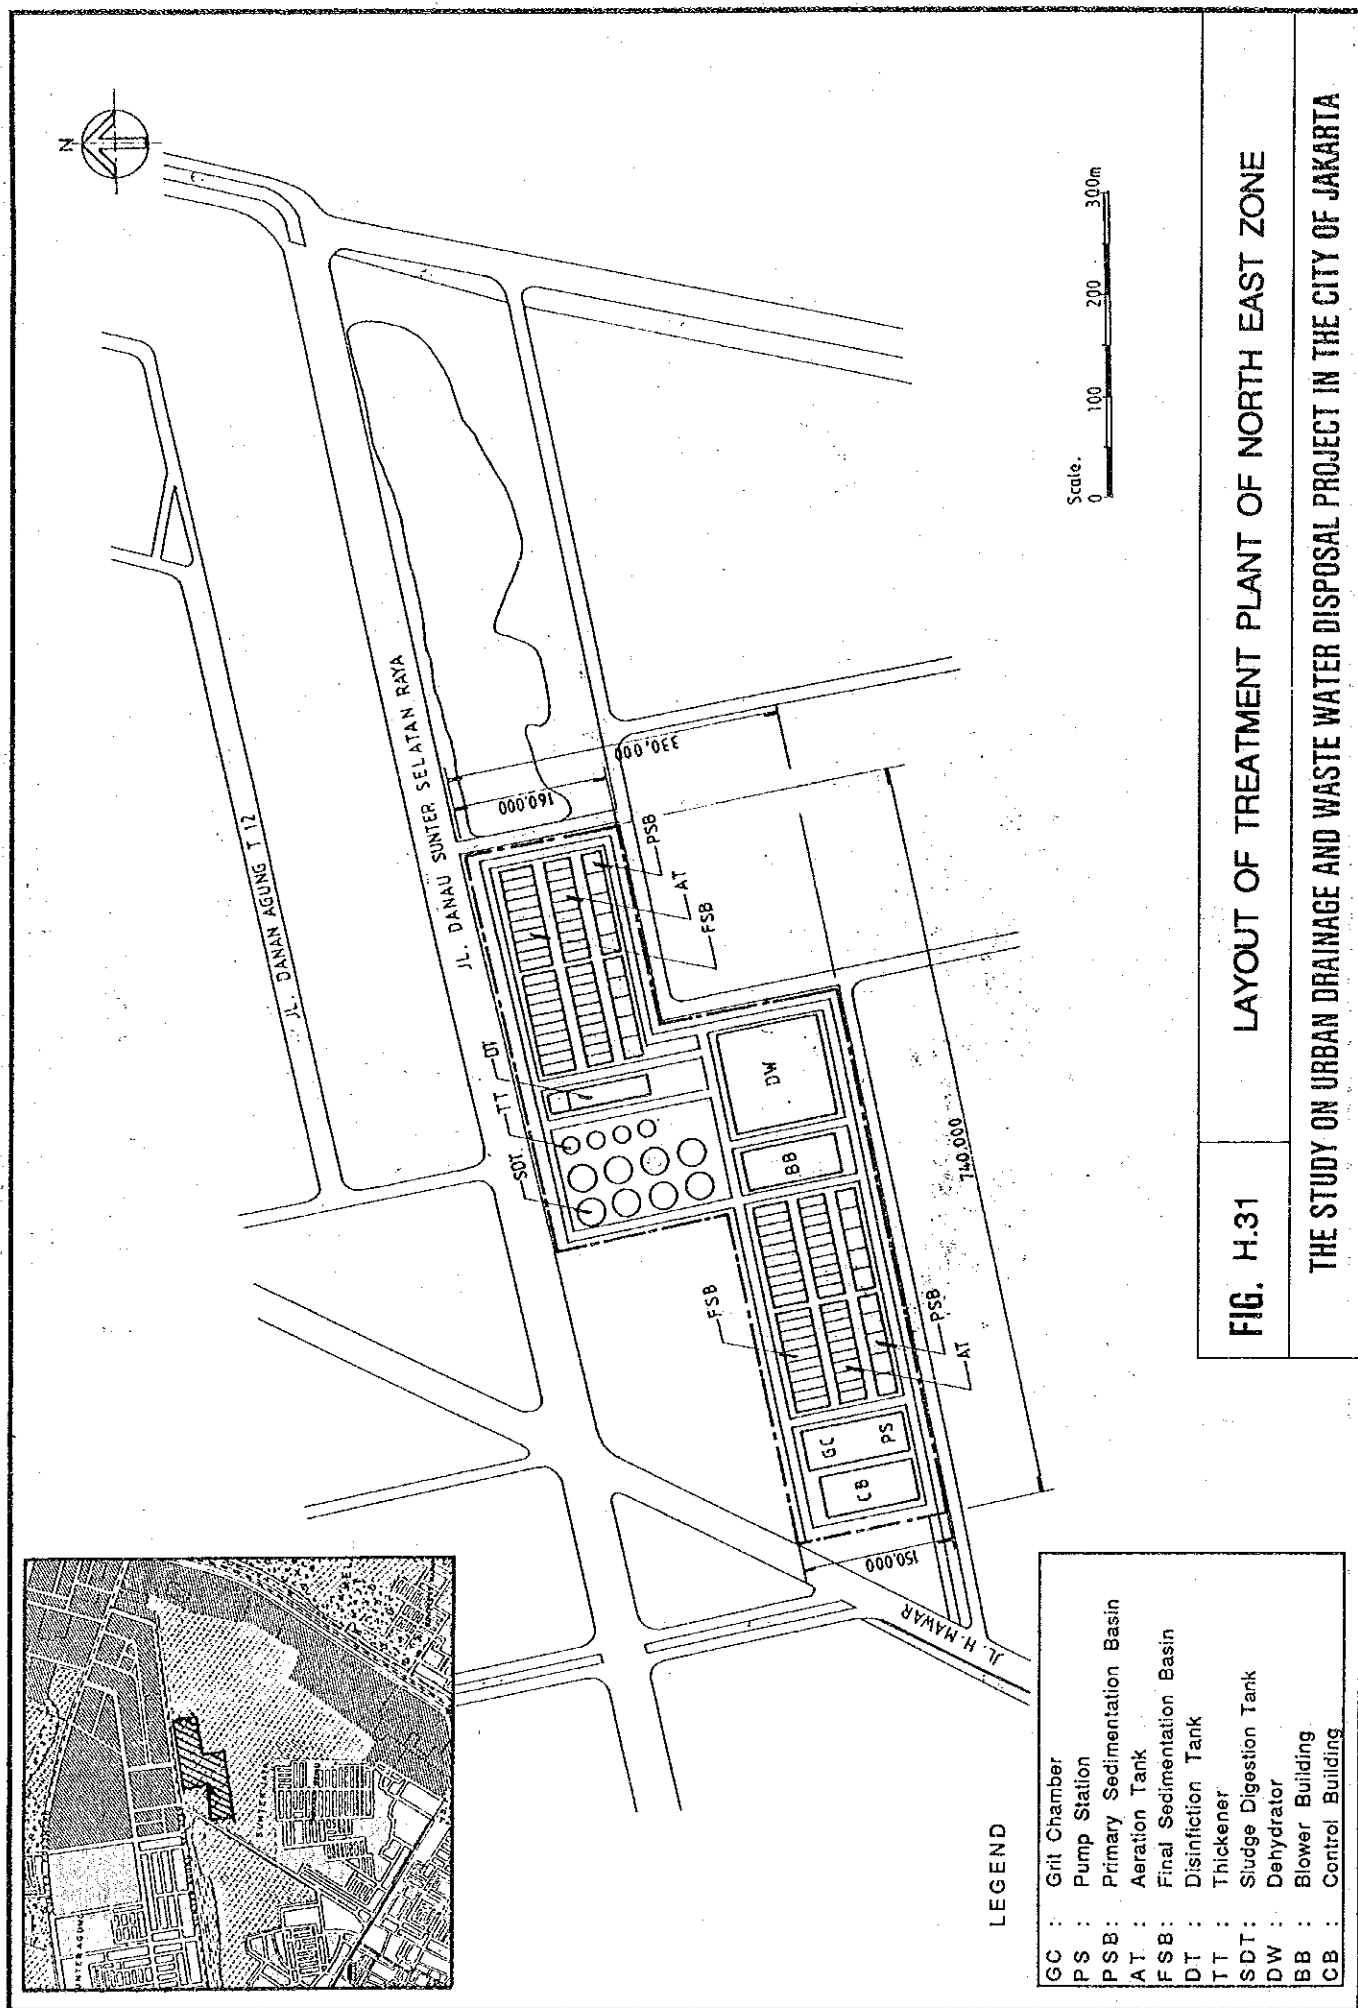 N
JL. DANAN AGUNG T 12
JL. DANAU SUNTER SELATAN RAYA
SDT
TT
DT
160.000
330,000
PSB
AT
FSB
DW
BB
FSB
GC
PS
CB
PSB
AT
740.000
150.000
JL. H. MAWAR
SUNTER AGUNG
Scale.
0 100 200 300m
LEGEND
GC : Grit Chamber
PS : Pump Station
PSB : Primary Sedimentation Basin
AT : Aeration Tank
FSB : Final Sedimentation Basin
DT : Disinfiction Tank
TT : Thickener
SDT : Sludge Digestion Tank
DW : Dehydrator
BB : Blower Building
CB : Control Building
FIG. H.31
LAYOUT OF TREATMENT PLANT OF NORTH EAST ZONE
THE STUDY ON URBAN DRAINAGE AND WASTE WATER DISPOSAL PROJECT IN THE CITY OF JAKARTA